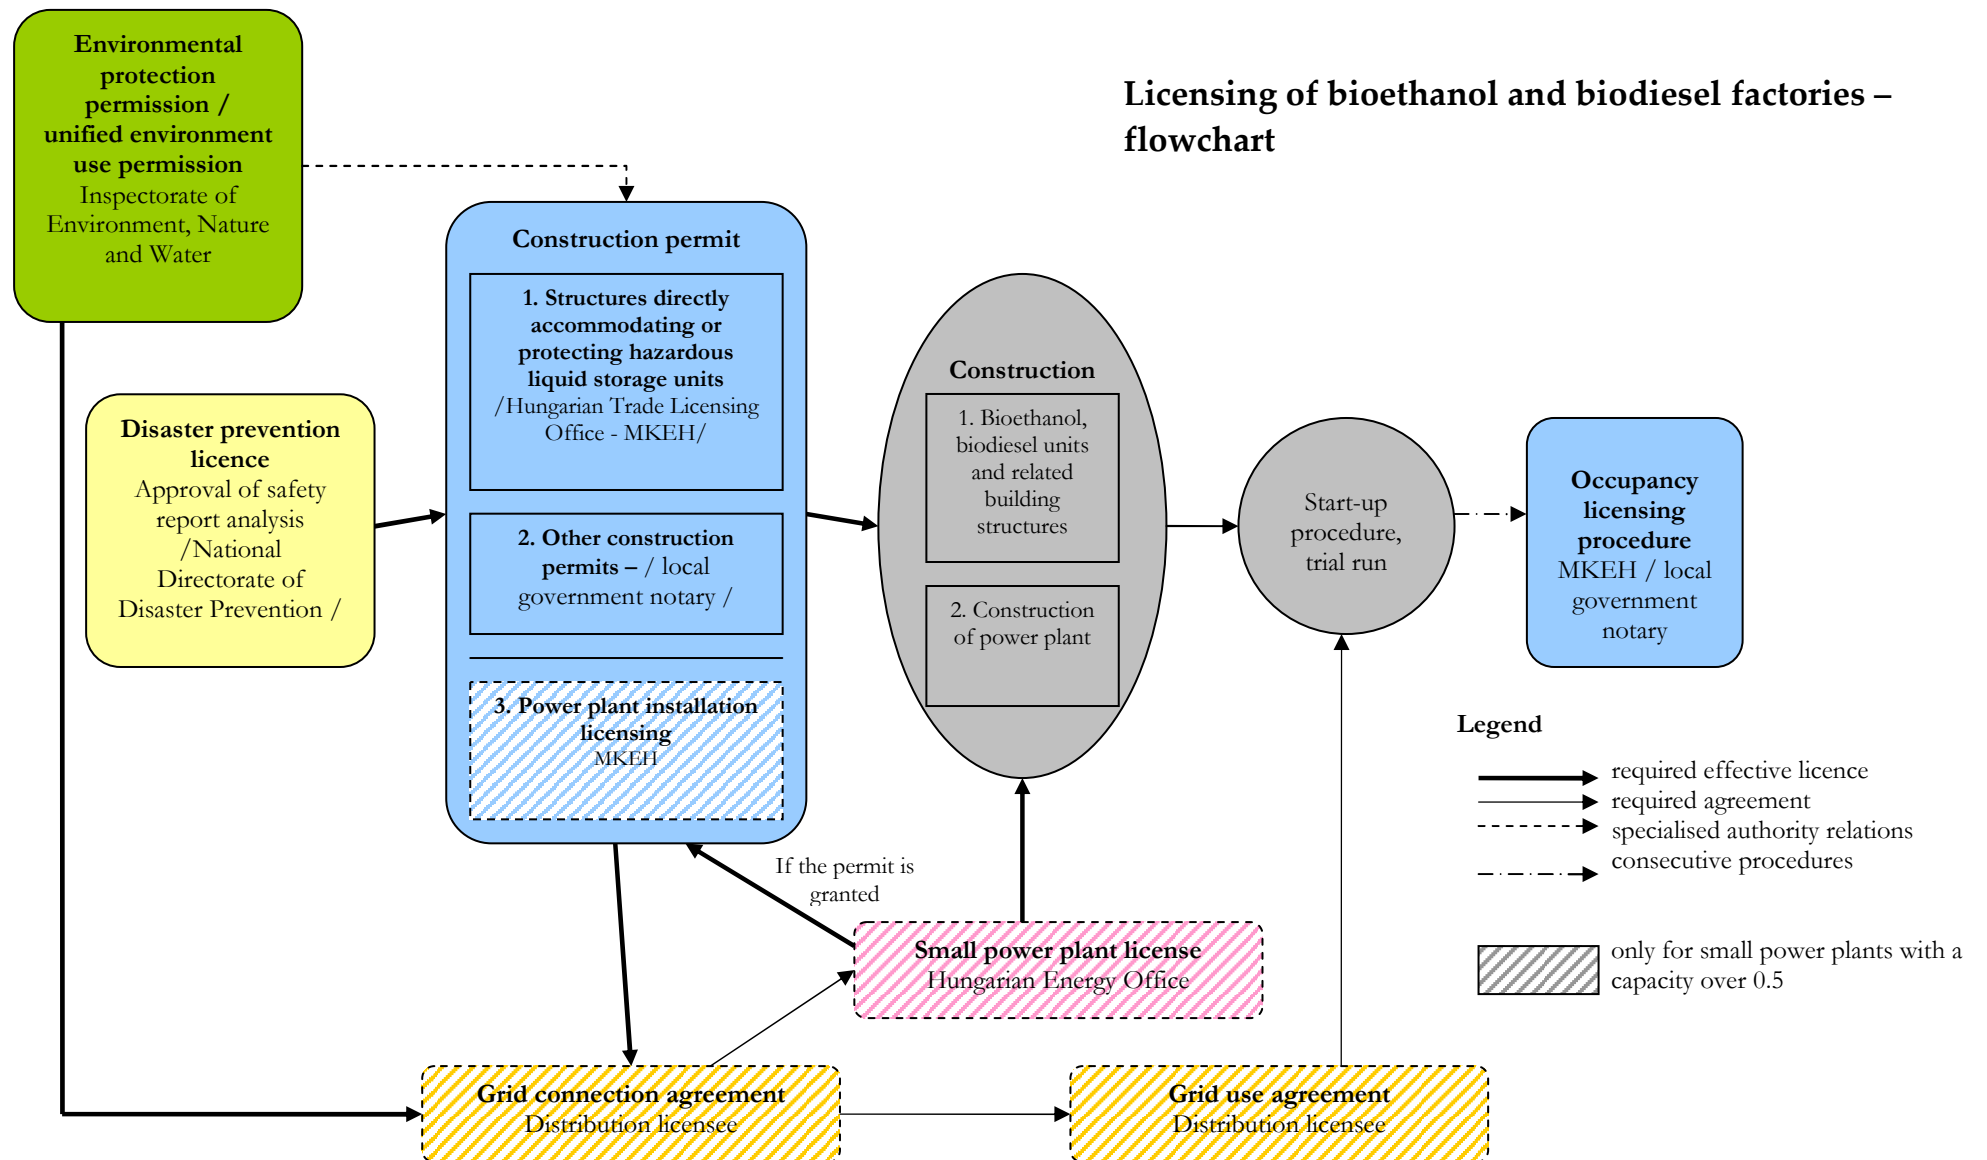 Environmental
protection
permission /
unified environment
use permission
Inspectorate of
Environment, Nature
and Water
Licensing of bioethanol and biodiesel factories –
flowchart
Disaster prevention
licence
Approval of safety
report analysis
/National
Directorate of
Disaster Prevention /
Construction permit
1. Structures directly
accommodating or
protecting hazardous
liquid storage units
/Hungarian Trade Licensing
Office - MKEH/
2. Other construction
permits – / local
government notary /
3. Power plant installation
licensing
MKEH
Construction
1. Bioethanol,
biodiesel units
and related
building
structures
2. Construction
of power plant
Start-up
procedure,
trial run
Occupancy
licensing
procedure
MKEH / local
government
notary
If the permit is
granted
Small power plant license
Hungarian Energy Office
Grid connection agreement
Distribution licensee
Grid use agreement
Distribution licensee
Legend
required effective licence
required agreement
specialised authority relations
consecutive procedures
only for small power plants with a
capacity over 0.5